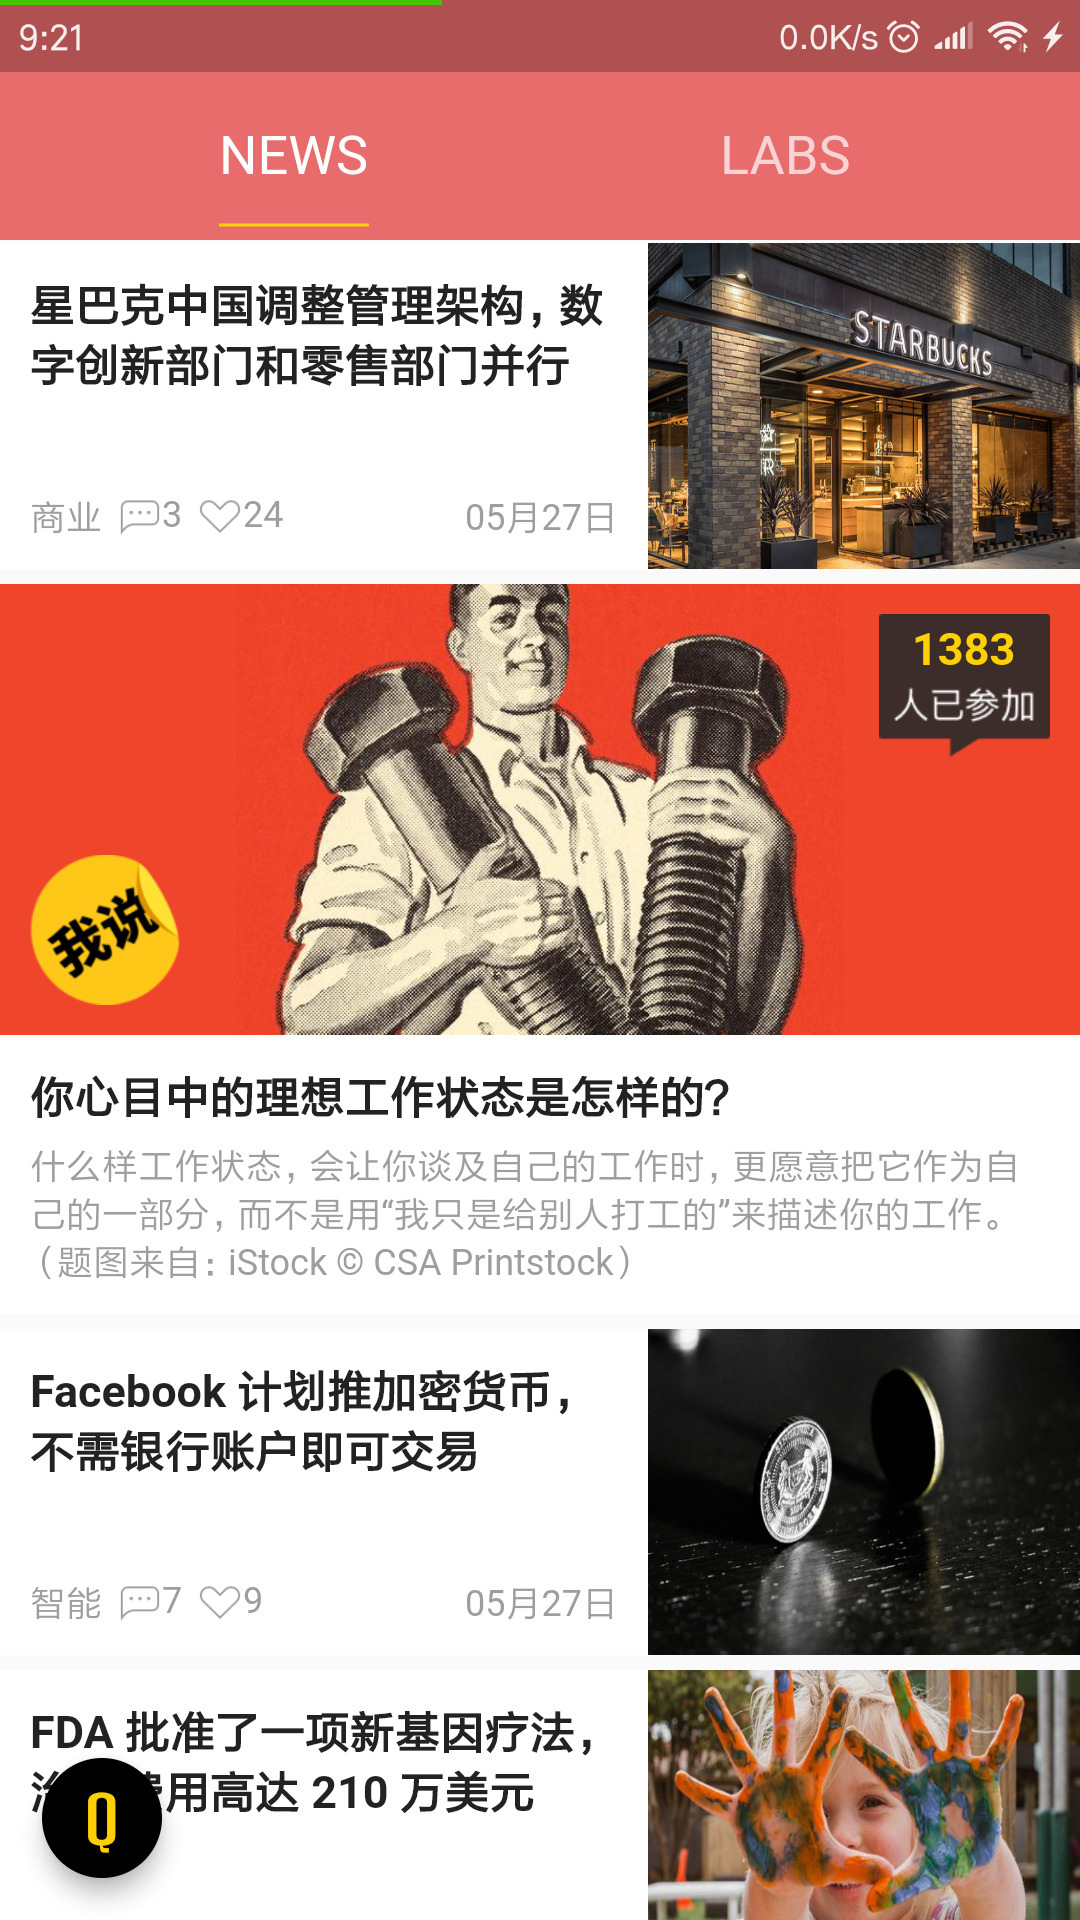 9:21
0.0K/s
NEWS
LABS
星巴克中国调整管理架构，数
字创新部门和零售部门并行
STARBUCKS
R
商业 3 24
05月27日
1383
人已参加
我说
你心目中的理想工作状态是怎样的？
什么样工作状态，会让你谈及自己的工作时，更愿意把它作为自
己的一部分，而不是用“我只是给别人打工的”来描述你的工作。
（题图来自：iStock © CSA Printstock）
Facebook 计划推加密货币，
不需银行账户即可交易
智能 7 9
05月27日
FDA 批准了一项新基因疗法，
用高达 210 万美元
Q